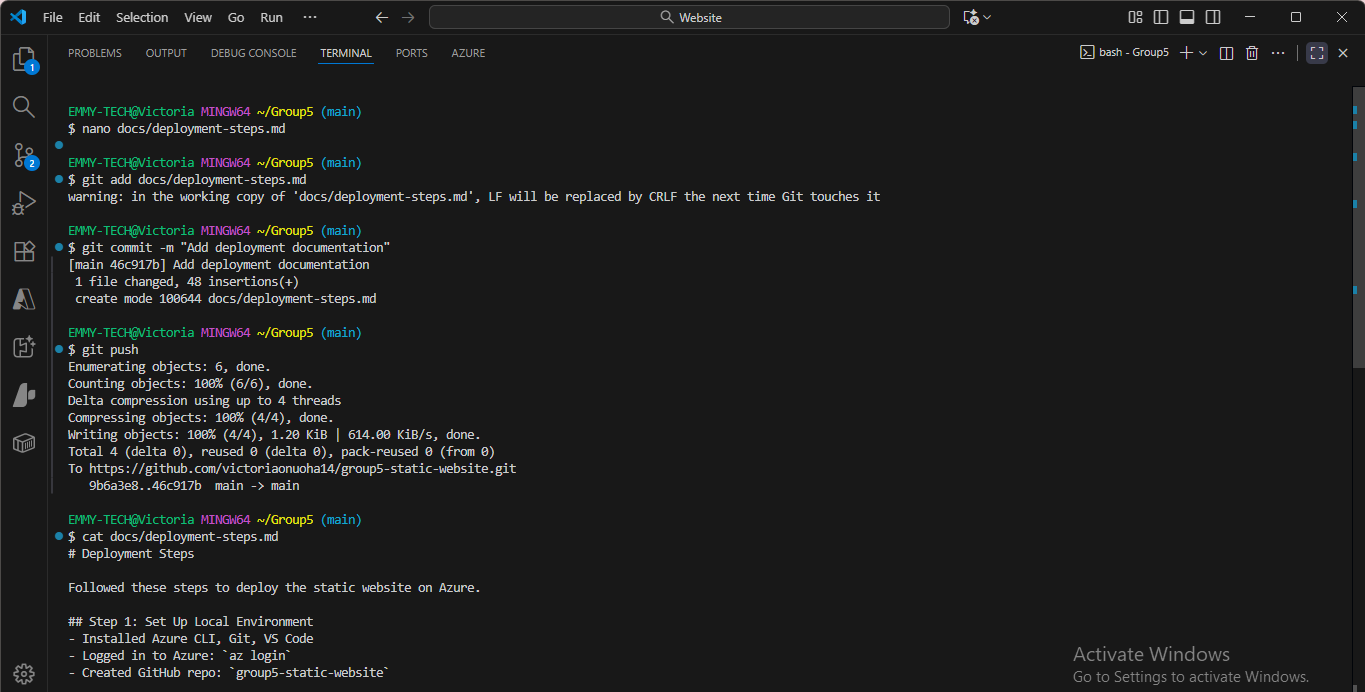 File Edit Selection View Go Run ··· Website
PROBLEMS OUTPUT DEBUG CONSOLE TERMINAL PORTS AZURE bash - Group5
1
2
EMMY-TECH@Victoria MINGW64 ~/Group5 (main)
$ nano docs/deployment-steps.md
EMMY-TECH@Victoria MINGW64 ~/Group5 (main)
$ git add docs/deployment-steps.md
warning: in the working copy of 'docs/deployment-steps.md', LF will be replaced by CRLF the next time Git touches it
EMMY-TECH@Victoria MINGW64 ~/Group5 (main)
$ git commit -m "Add deployment documentation"
[main 46c917b] Add deployment documentation
 1 file changed, 48 insertions(+)
 create mode 100644 docs/deployment-steps.md
EMMY-TECH@Victoria MINGW64 ~/Group5 (main)
$ git push
Enumerating objects: 6, done.
Counting objects: 100% (6/6), done.
Delta compression using up to 4 threads
Compressing objects: 100% (4/4), done.
Writing objects: 100% (4/4), 1.20 KiB | 614.00 KiB/s, done.
Total 4 (delta 0), reused 0 (delta 0), pack-reused 0 (from 0)
To https://github.com/victoriaonuoha14/group5-static-website.git
   9b6a3e8..46c917b  main -> main
EMMY-TECH@Victoria MINGW64 ~/Group5 (main)
$ cat docs/deployment-steps.md
# Deployment Steps
Followed these steps to deploy the static website on Azure.
## Step 1: Set Up Local Environment
- Installed Azure CLI, Git, VS Code
- Logged in to Azure: `az login`
- Created GitHub repo: `group5-static-website`
Activate Windows
Go to Settings to activate Windows.